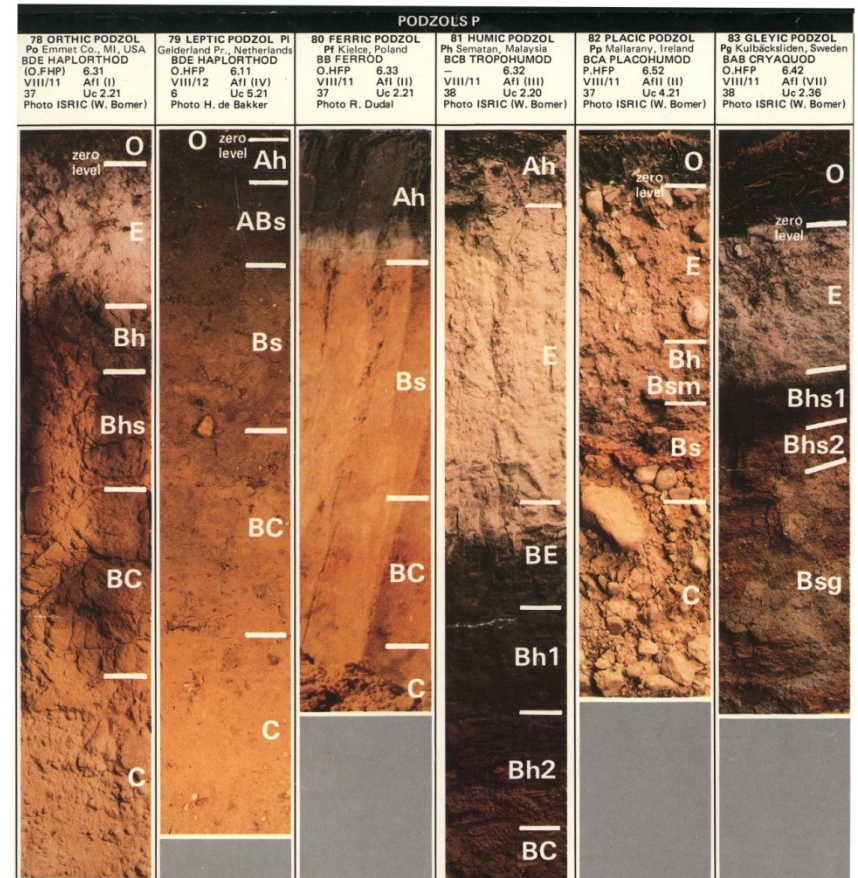 PODZOLS P
78 ORTHIC PODZOL
Po Emmet Co., MI, USA
BDE HAPLORTHOD
(O.FHP) 6.31
VIII/11 AfI (I)
37 Uc 2.21
Photo ISRIC (W. Bomer)
79 LEPTIC PODZOL Pl
Gelderland Pr., Netherlands
BDE HAPLORTHOD
O.HFP 6.11
VIII/12 AfI (IV)
6 Uc 5.21
Photo H. de Bakker
80 FERRIC PODZOL
Pf Kielce, Poland
BB FERROD
O.HFP 6.33
VIII/11 AfI (II)
37 Uc 2.21
Photo R. Dudal
81 HUMIC PODZOL
Ph Sematan, Malaysia
BCB TROPOHUMOD
– 6.32
VIII/11 AfI (III)
38 Uc 2.20
Photo ISRIC (W. Bomer)
82 PLACIC PODZOL
Pp Mallarany, Ireland
BCA PLACOHUMOD
P.HFP 6.52
VIII/11 AfII (II)
37 Uc 4.21
Photo ISRIC (W. Bomer)
83 GLEYIC PODZOL
Pg Kulbäcksliden, Sweden
BAB CRYAQUOD
O.HFP 6.42
VIII/11 AfI (VII)
38 Uc 2.36
Photo ISRIC (W. Bomer)
O
zero
level
E
Bh
Bhs
BC
C
O
zero
level
Ah
ABs
Bs
BC
C
Ah
Bs
BC
C
Ah
E
BE
Bh1
Bh2
BC
O
zero
level
E
Bh
Bsm
Bs
C
O
zero
level
E
Bhs1
Bhs2
Bsg